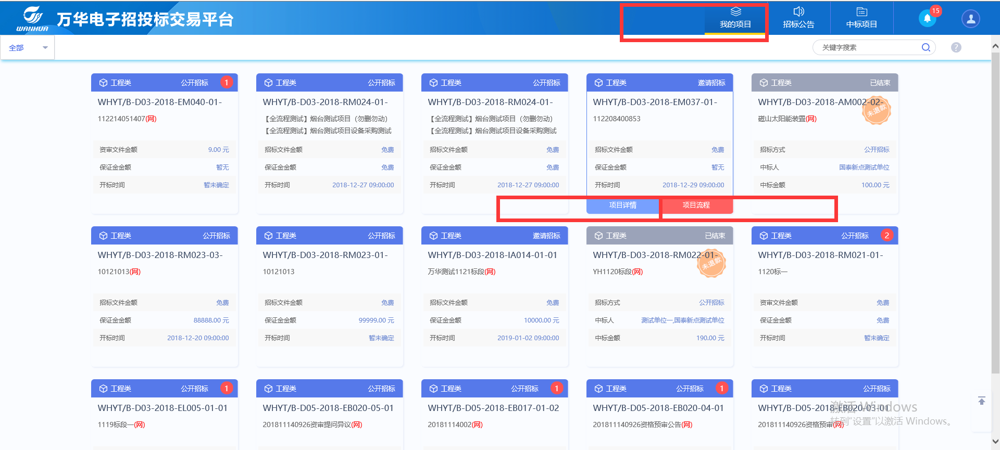 WANHUA
万华电子招投标交易平台
我的项目
招标公告
中标项目
15
全部
关键字搜索
?
工程类 公开招标 1
WHYT/B-D03-2018-EM040-01-
112214051407(网)
资审文件金额 9.00 元
保证金金额 暂无
开标时间 暂未确定
工程类 公开招标
WHYT/B-D03-2018-RM024-01-
【全流程测试】烟台测试项目（勿删勿动）
【全流程测试】烟台测试项目设备采购测试
招标文件金额 免费
保证金金额 免费
开标时间 2018-12-27 09:00:00
工程类 公开招标
WHYT/B-D03-2018-RM024-01-
【全流程测试】烟台测试项目（勿删勿动）
【全流程测试】烟台测试项目设备采购测试
招标文件金额 免费
保证金金额 免费
开标时间 2018-12-27 09:00:00
工程类 邀请招标
WHYT/B-D03-2018-EM037-01-
112208400853
招标文件金额 免费
保证金金额 暂无
开标时间 2018-12-29 09:00:00
项目详情 项目流程
工程类 已结束
WHYT/B-D03-2018-AM002-02-
未退款
磁山太阳能装置(网)
招标方式 公开招标
中标人 国泰新点测试单位
中标金额 100.00 元
工程类 公开招标
WHYT/B-D03-2018-RM023-03-
10121013(网)
招标文件金额 免费
保证金金额 88888.00 元
开标时间 2018-12-20 09:00:00
工程类 公开招标
WHYT/B-D03-2018-RM023-01-
10121013
招标文件金额 免费
保证金金额 99999.00 元
开标时间 暂未确定
工程类 邀请招标
WHYT/B-D03-2018-IA014-01-01
万华测试1121标段(网)
招标文件金额 免费
保证金金额 10000.00 元
开标时间 2019-01-02 09:00:00
工程类 已结束
WHYT/B-D03-2018-RM022-01-
未退款
YH1120标段(网)
招标方式 公开招标
中标人 测试单位一,国泰新点测试单位
中标金额 190.00 元
工程类 公开招标 2
WHYT/B-D03-2018-RM021-01-
1120标一
资审文件金额 免费
保证金金额 免费
开标时间 暂未确定
工程类 公开招标 1
WHYT/B-D03-2018-EL005-01-01
1119标段一(网)
工程类 公开招标
WHYT/B-D05-2018-EB020-05-01
201811140926资审提问异议(网)
工程类 公开招标 1
WHYT/B-D05-2018-EB017-01-02
20181114002(网)
工程类 公开招标 1
WHYT/B-D05-2018-EB020-04-01
201811140926资格预审公告(网)
工程类 公开招标
WHYT/B-D05-2018-EB020-03-01
201811140926资格预审(网)
激活 Windows
转到“设置”以激活 Windows。